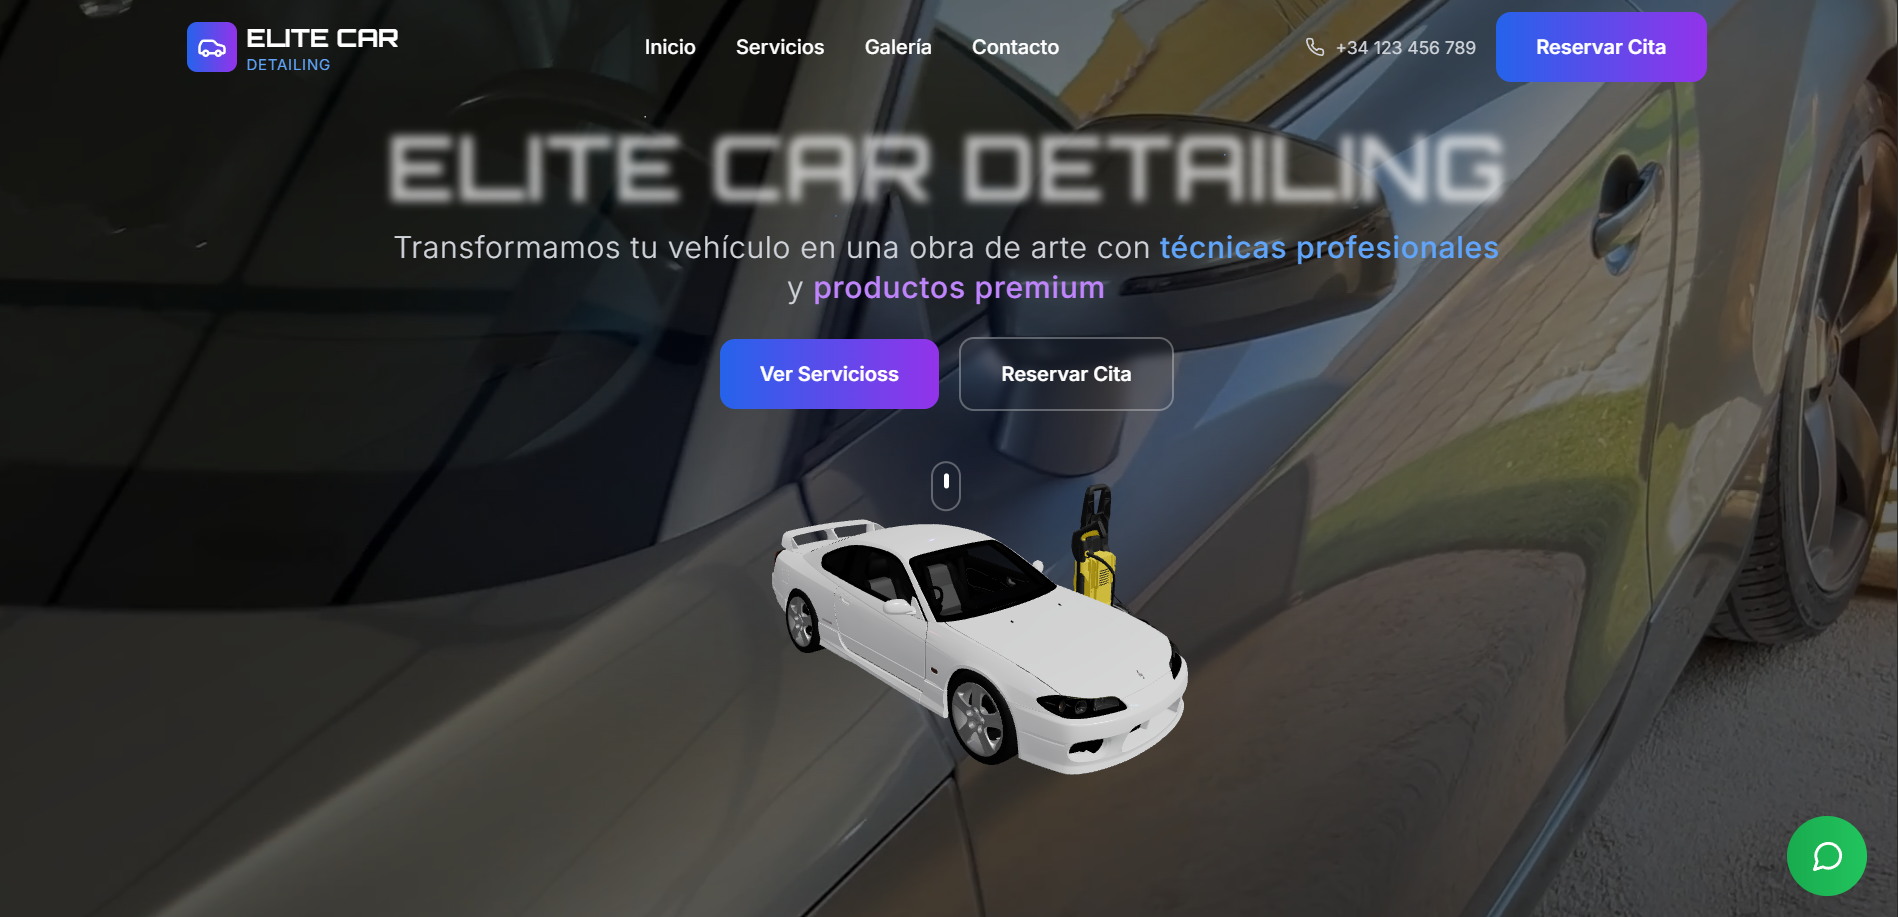 ELITE CAR
DETAILING
Inicio
Servicios
Galería
Contacto
+34 123 456 789
Reservar Cita
ELITE CAR DETAILING
Transformamos tu vehículo en una obra de arte con técnicas profesionales
y productos premium
Ver Servicioss
Reservar Cita